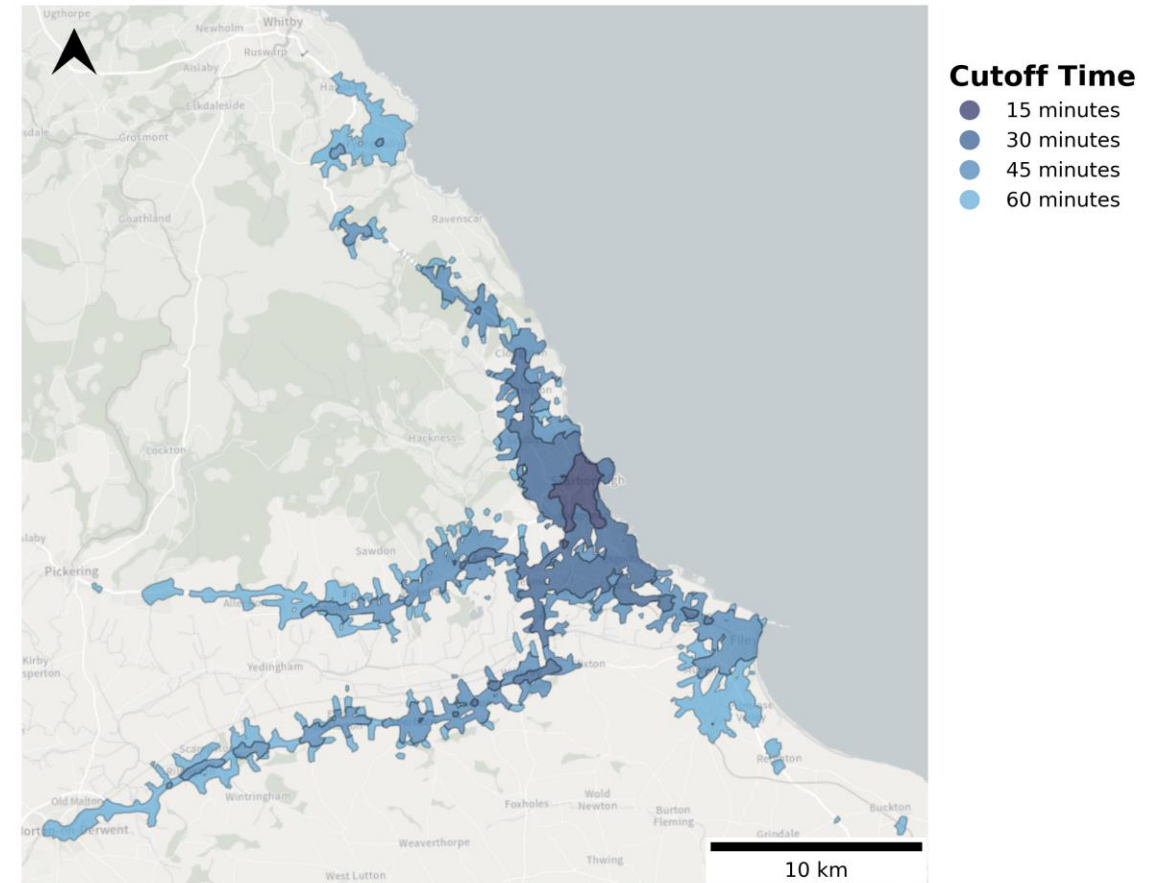 Ugthorpe
Whitby
Newholm
Ruswarp
Aislaby
Eskdaleside
Grosmont
Goathland
Ravenscar
Hackness
Lockton
Sawdon
Pickering
Yedingham
Kirby
Filey
Wintringham
Old Malton
Foxholes
Wold
Newton
Burton
Fleming
Buckton
Grindale
Weaverthorpe
Thwing
West Lutton
10 km
Cutoff Time
15 minutes
30 minutes
45 minutes
60 minutes